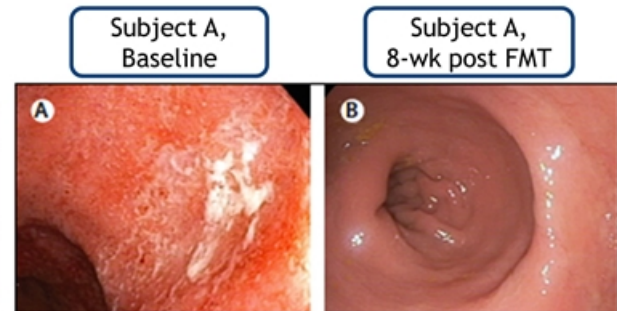 Subject A,
Baseline
Subject A,
8-wk post FMT
A
B